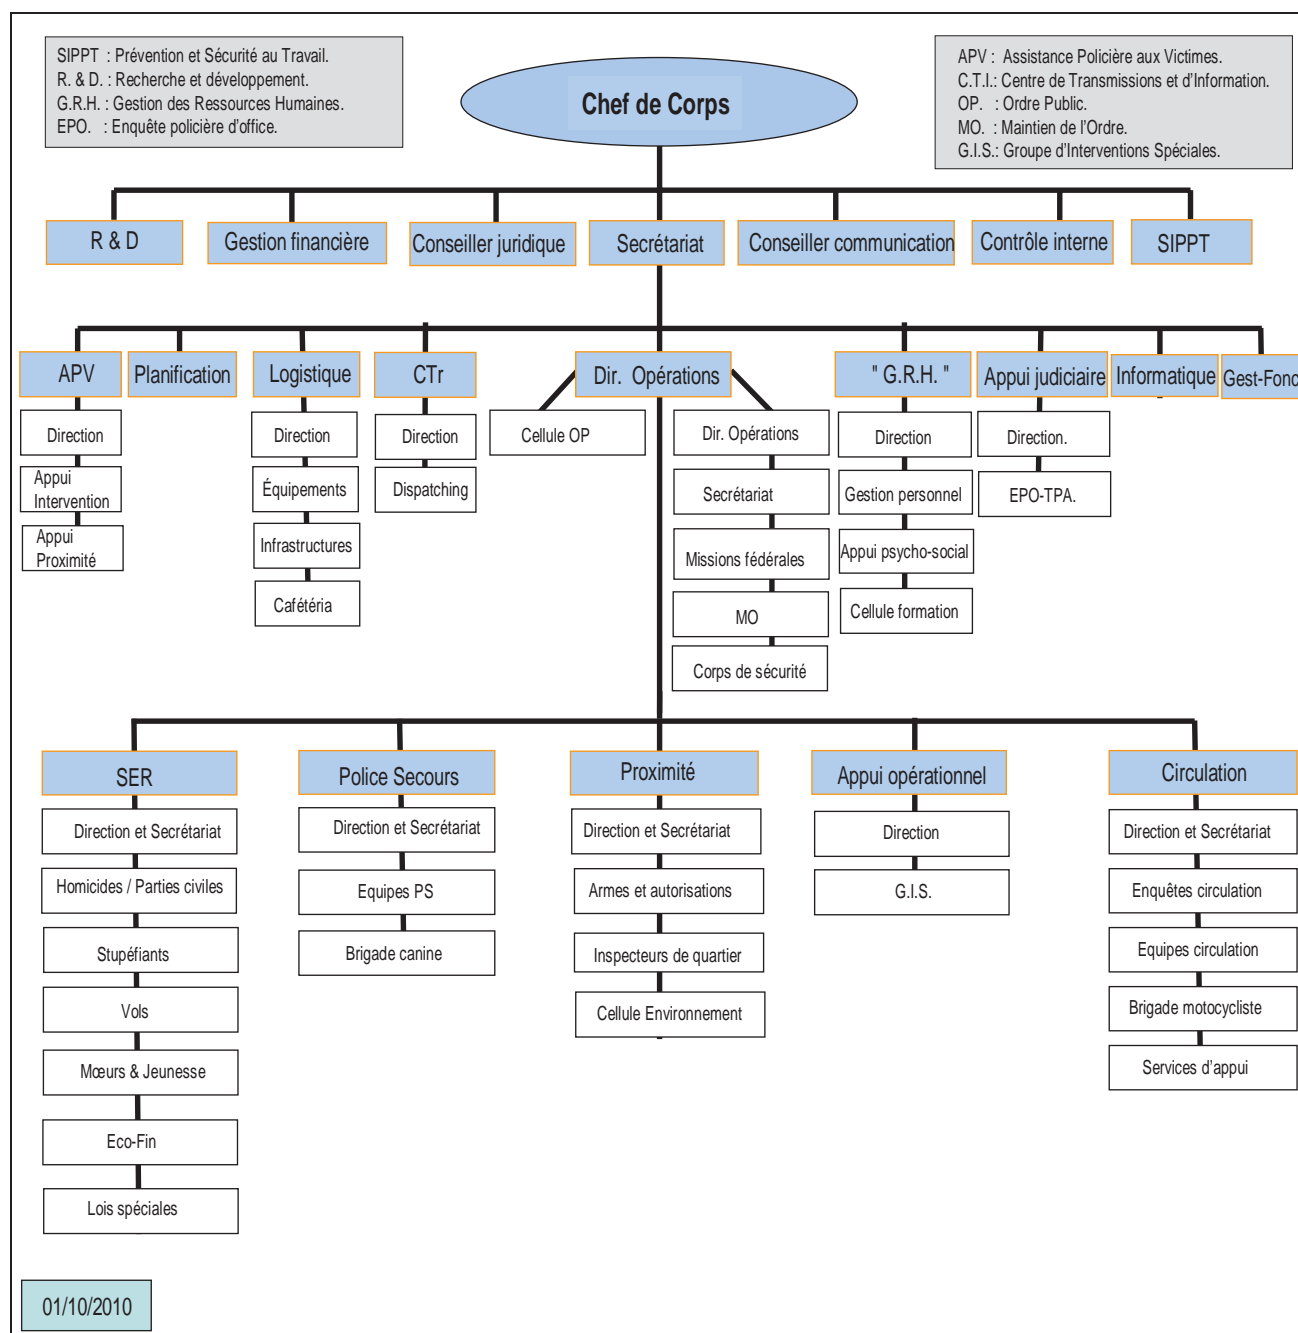 SIPPT : Prévention et Sécurité au Travail.
R. & D. : Recherche et développement.
G.R.H. : Gestion des Ressources Humaines.
EPO. : Enquête policière d'office.
APV : Assistance Policière aux Victimes.
C.T.I.: Centre de Transmissions et d'Information.
OP. : Ordre Public.
MO. : Maintien de l'Ordre.
G.I.S.: Groupe d'Interventions Spéciales.
Chef de Corps
R & D
Gestion financière
Conseiller juridique
Secrétariat
Conseiller communication
Contrôle interne
SIPPT
APV
Planification
Logistique
CTr
Dir. Opérations
" G.R.H. "
Appui judiciaire
Informatique
Gest-Fonc
Direction
Appui
Intervention
Appui
Proximité
Direction
Équipements
Infrastructures
Cafétéria
Direction
Dispatching
Cellule OP
Dir. Opérations
Secrétariat
Missions fédérales
MO
Corps de sécurité
Direction
Gestion personnel
Appui psycho-social
Cellule formation
Direction.
EPO-TPA.
SER
Police Secours
Proximité
Appui opérationnel
Circulation
Direction et Secrétariat
Homicides / Parties civiles
Stupéfiants
Vols
Mœurs & Jeunesse
Eco-Fin
Lois spéciales
Direction et Secrétariat
Equipes PS
Brigade canine
Direction et Secrétariat
Armes et autorisations
Inspecteurs de quartier
Cellule Environnement
Direction
G.I.S.
Direction et Secrétariat
Enquêtes circulation
Equipes circulation
Brigade motocycliste
Services d'appui
01/10/2010